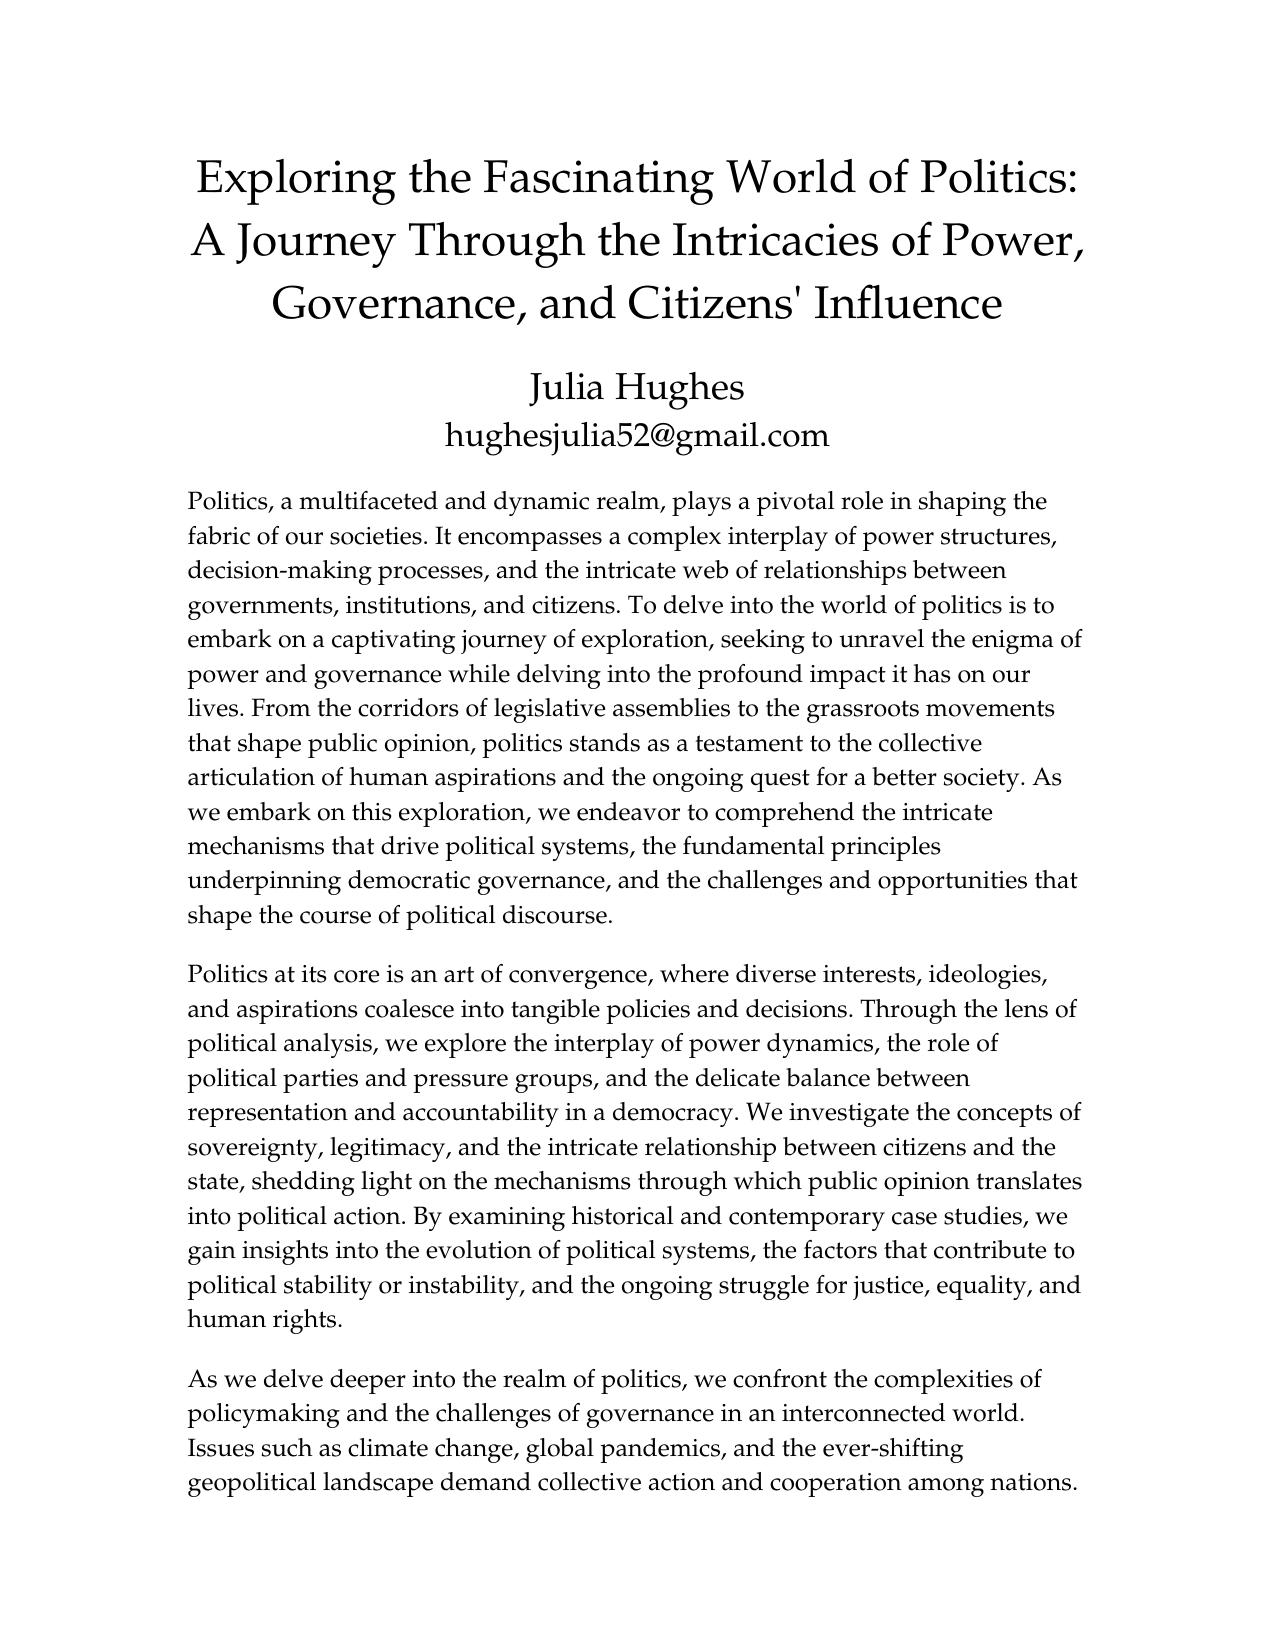 Exploring the Fascinating World of Politics:
A Journey Through the Intricacies of Power,
Governance, and Citizens' Influence
Julia Hughes
hughesjulia52@gmail.com
Politics, a multifaceted and dynamic realm, plays a pivotal role in shaping the
fabric of our societies. It encompasses a complex interplay of power structures,
decision-making processes, and the intricate web of relationships between
governments, institutions, and citizens. To delve into the world of politics is to
embark on a captivating journey of exploration, seeking to unravel the enigma of
power and governance while delving into the profound impact it has on our
lives. From the corridors of legislative assemblies to the grassroots movements
that shape public opinion, politics stands as a testament to the collective
articulation of human aspirations and the ongoing quest for a better society. As
we embark on this exploration, we endeavor to comprehend the intricate
mechanisms that drive political systems, the fundamental principles
underpinning democratic governance, and the challenges and opportunities that
shape the course of political discourse.
Politics at its core is an art of convergence, where diverse interests, ideologies,
and aspirations coalesce into tangible policies and decisions. Through the lens of
political analysis, we explore the interplay of power dynamics, the role of
political parties and pressure groups, and the delicate balance between
representation and accountability in a democracy. We investigate the concepts of
sovereignty, legitimacy, and the intricate relationship between citizens and the
state, shedding light on the mechanisms through which public opinion translates
into political action. By examining historical and contemporary case studies, we
gain insights into the evolution of political systems, the factors that contribute to
political stability or instability, and the ongoing struggle for justice, equality, and
human rights.
As we delve deeper into the realm of politics, we confront the complexities of
policymaking and the challenges of governance in an interconnected world.
Issues such as climate change, global pandemics, and the ever-shifting
geopolitical landscape demand collective action and cooperation among nations.